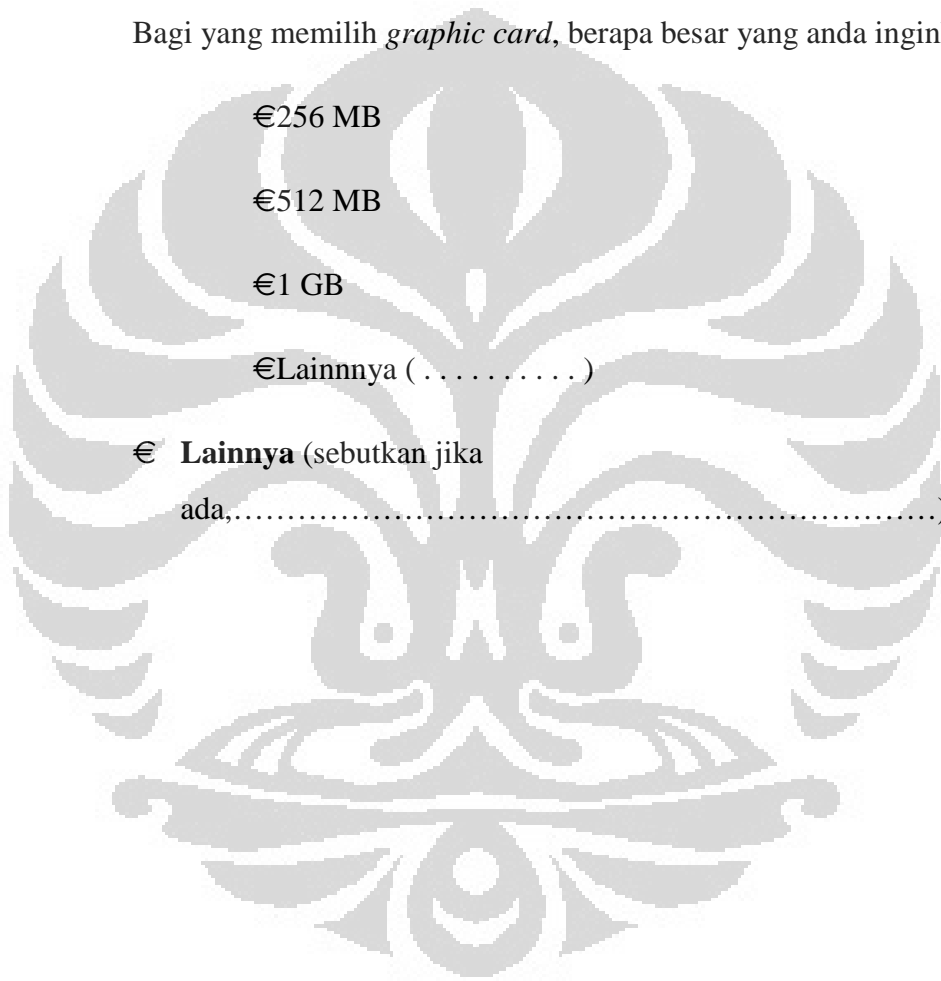 Bagi yang memilih graphic card, berapa besar yang anda ingin
€256 MB
€512 MB
€1 GB
€Lainnnya ( . . . . . . . . . . )
€ Lainnya (sebutkan jika
ada,………………………………………………………)